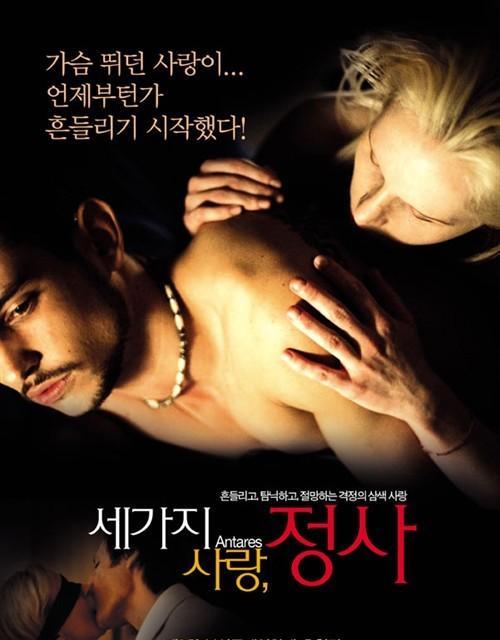 가슴 뛰던 사랑이...
언제부턴가
흔들리기 시작했다!
흔들리고, 탐닉하고, 절망하는 격정의 삼색 사랑
세가지
Antares
사랑, 정사